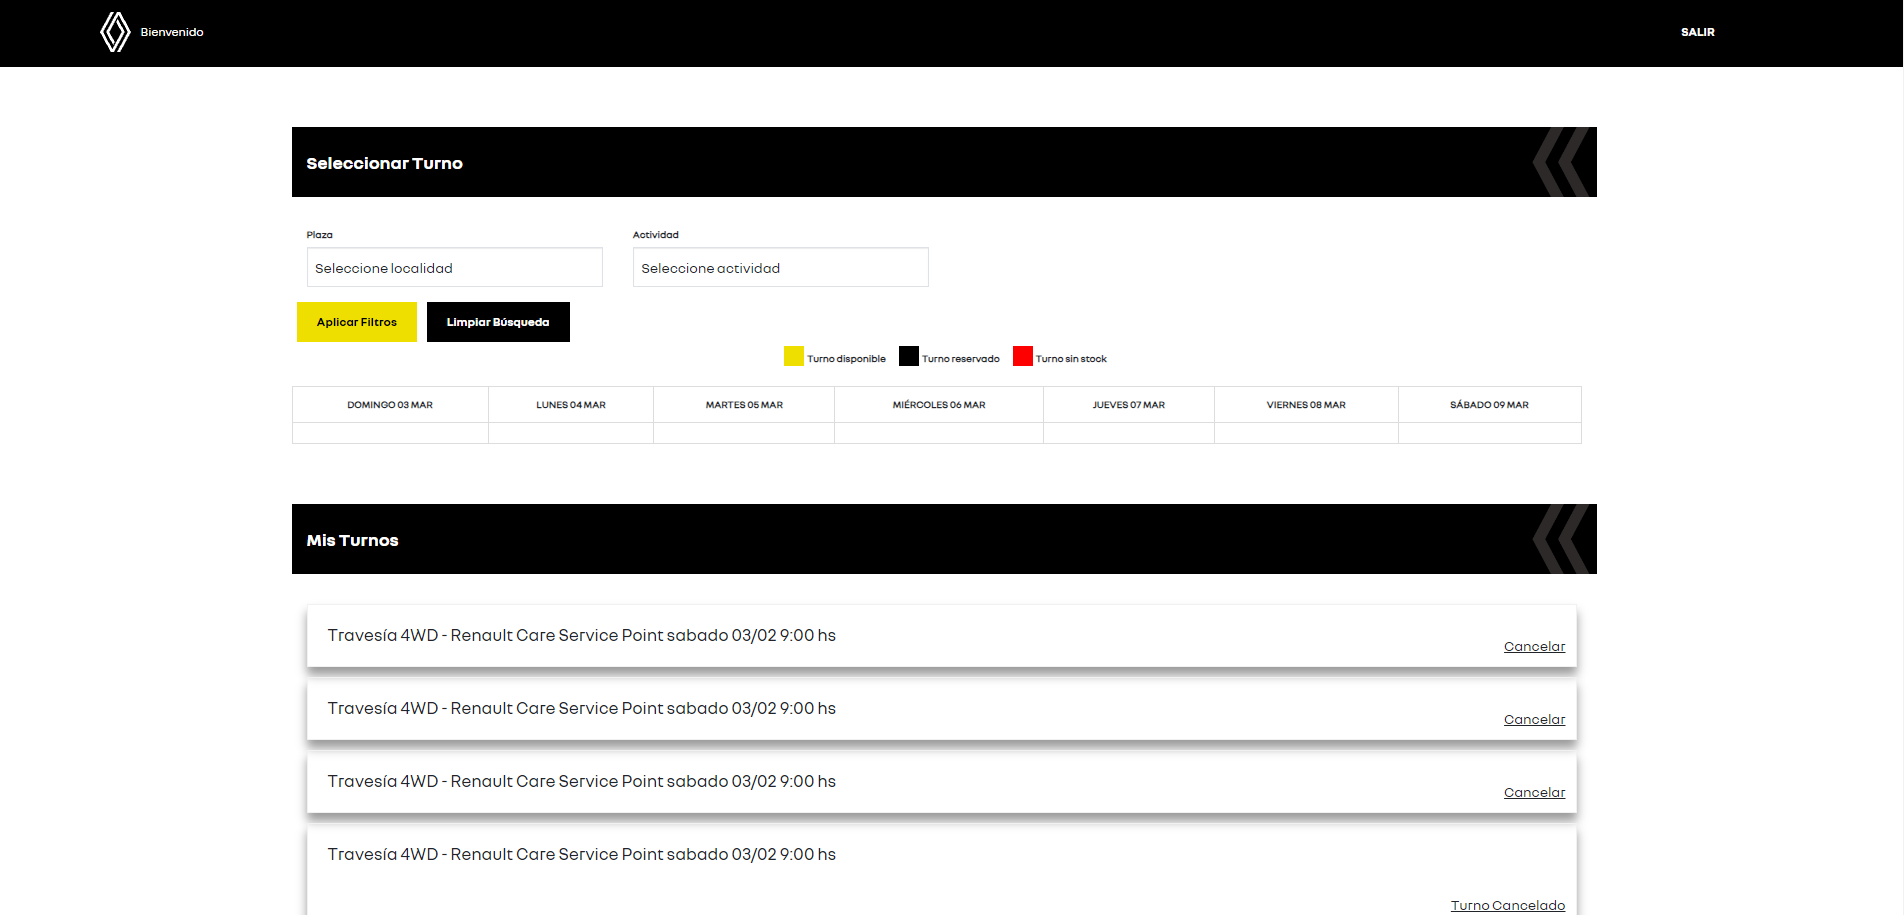 Bienvenido
SALIR
Seleccionar Turno
Plaza
Actividad
Seleccione localidad
Seleccione actividad
Aplicar Filtros
Limpiar Búsqueda
Turno disponible
Turno reservado
Turno sin stock
DOMINGO 03 MAR
LUNES 04 MAR
MARTES 05 MAR
MIÉRCOLES 06 MAR
JUEVES 07 MAR
VIERNES 08 MAR
SÁBADO 09 MAR
Mis Turnos
Travesía 4WD - Renault Care Service Point sabado 03/02 9:00 hs
Cancelar
Travesía 4WD - Renault Care Service Point sabado 03/02 9:00 hs
Cancelar
Travesía 4WD - Renault Care Service Point sabado 03/02 9:00 hs
Cancelar
Travesía 4WD - Renault Care Service Point sabado 03/02 9:00 hs
Turno Cancelado